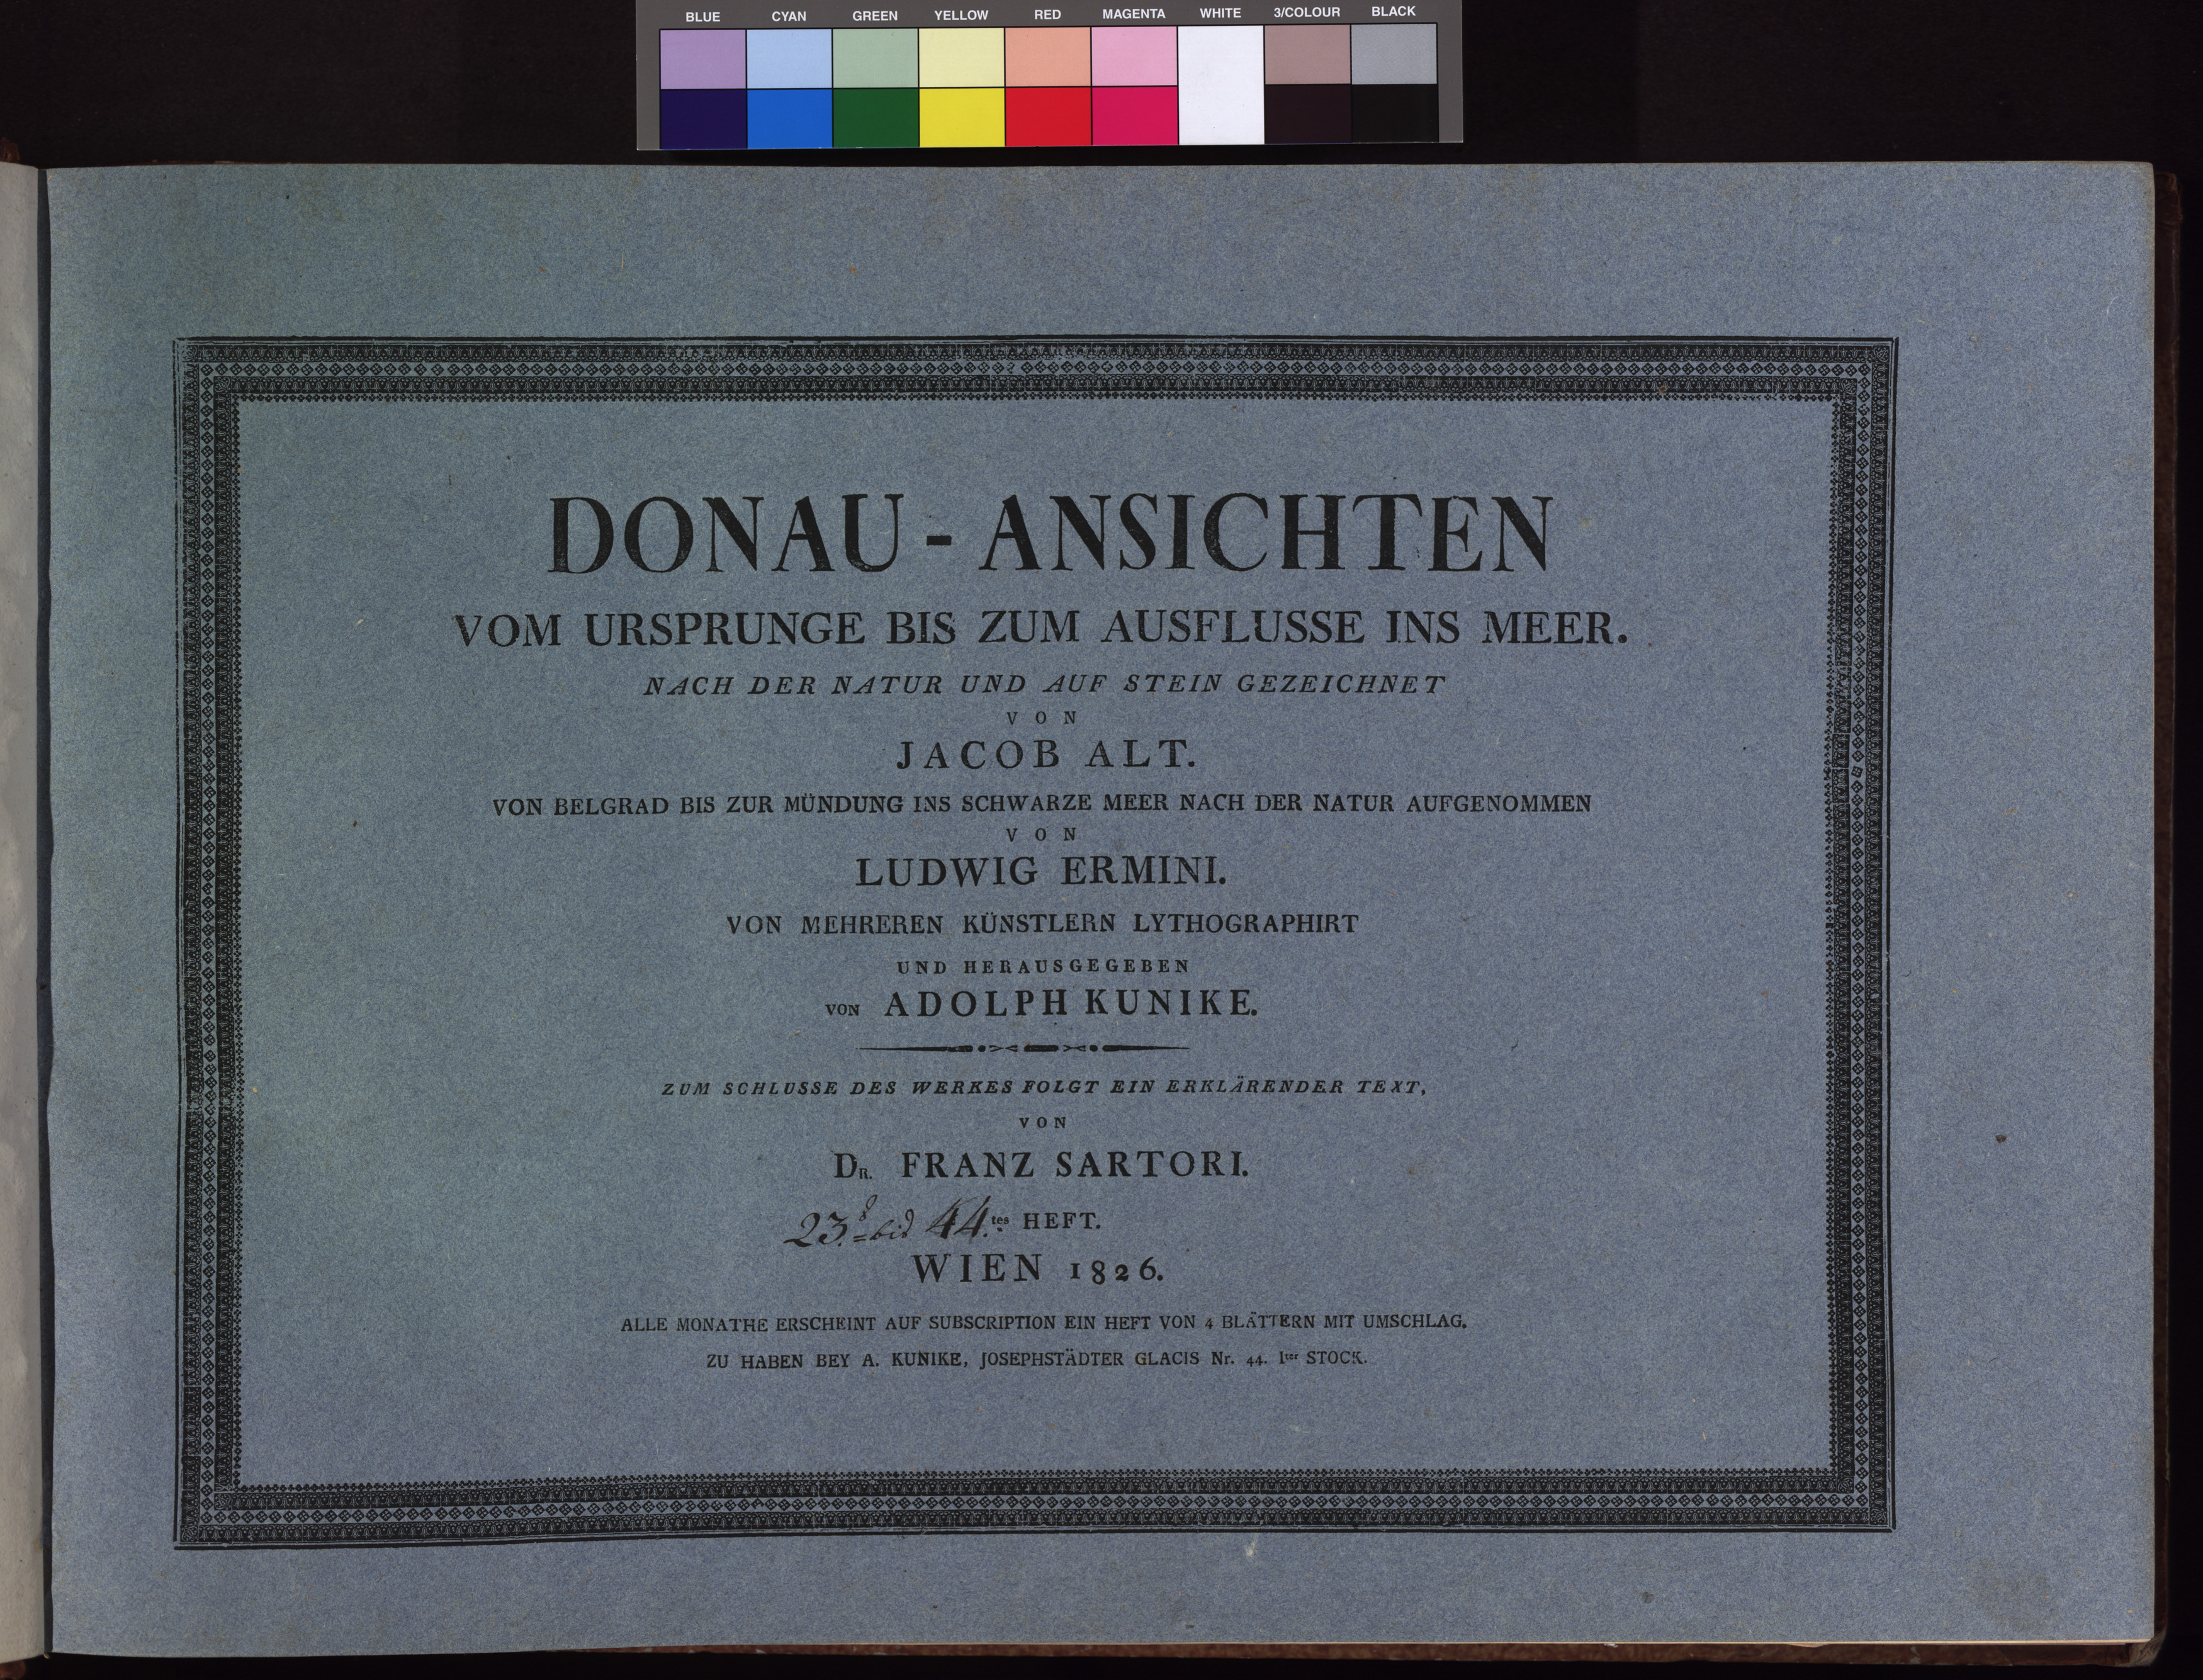 BLUE CYAN GREEN YELLOW RED MAGENTA WHITE 3/COLOUR BLACK
DONAU - ANSICHTEN
VOM URSPRUNGE BIS ZUM AUSFLUSSE INS MEER.
NACH DER NATUR UND AUF STEIN GEZEICHNET
VON
JACOB ALT.
VON BELGRAD BIS ZUR MÜNDUNG INS SCHWARZE MEER NACH DER NATUR AUFGENOMMEN
VON
LUDWIG ERMINI.
VON MEHREREN KÜNSTLERN LYTHOGRAPHIRT
UND HERAUSGEGEBEN
VON ADOLPH KUNIKE.
ZUM SCHLUSSE DES WERKES FOLGT EIN ERKLÄRENDER TEXT,
VON
DR. FRANZ SARTORI.
23.s bis 44.tes HEFT.
WIEN 1826.
ALLE MONATHE ERSCHEINT AUF SUBSCRIPTION EIN HEFT VON 4 BLÄTTERN MIT UMSCHLAG.
ZU HABEN BEY A. KUNIKE, JOSEPHSTÄDTER GLACIS Nr. 44. Iter STOCK.